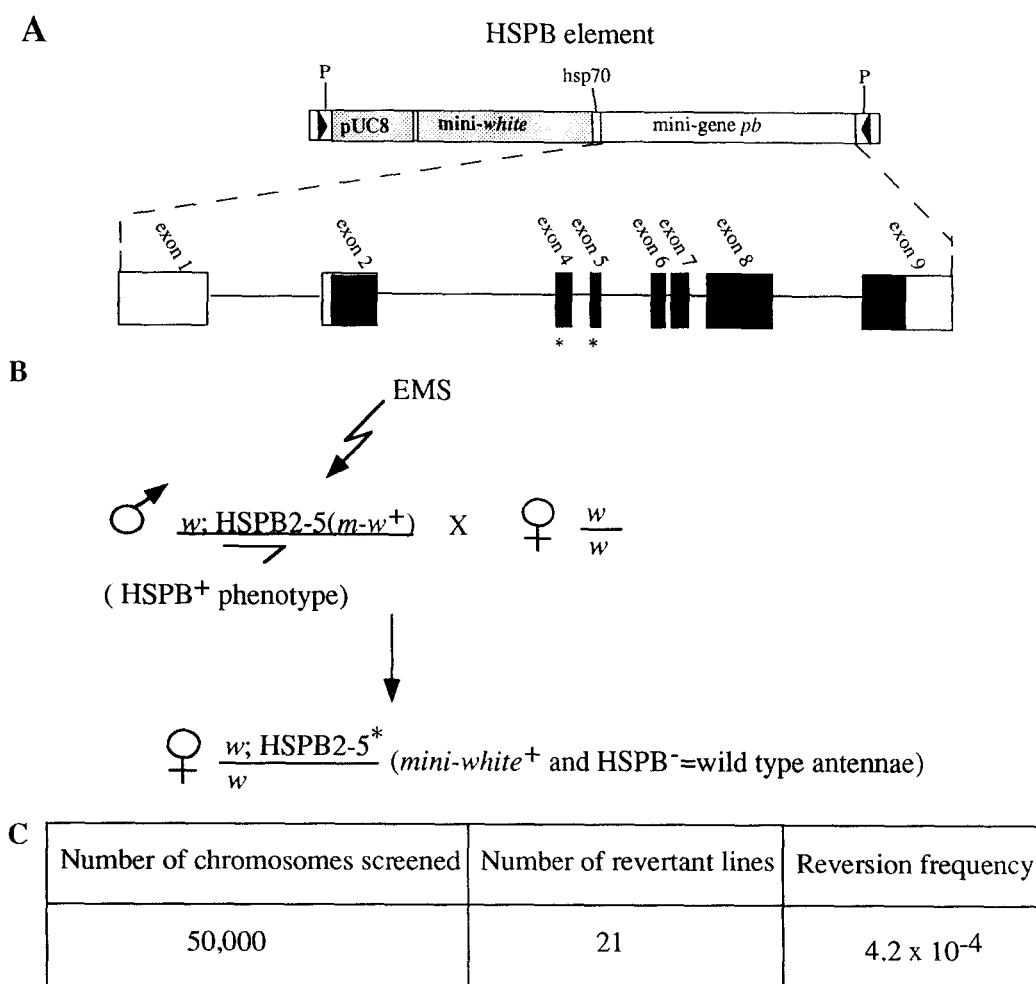 A
HSPB element
P hsp70 P
pUC8 mini-white mini-gene pb
exon 1 exon 2 exon 4 exon 5 exon 6 exon 7 exon 8 exon 9
* *
B
EMS
w; HSPB2-5(m-w+) X w
w
( HSPB+ phenotype)
w; HSPB2-5* (mini-white+ and HSPB-=wild type antennae)
w
C
Number of chromosomes screened Number of revertant lines Reversion frequency
50,000 21 4.2 x 10-4